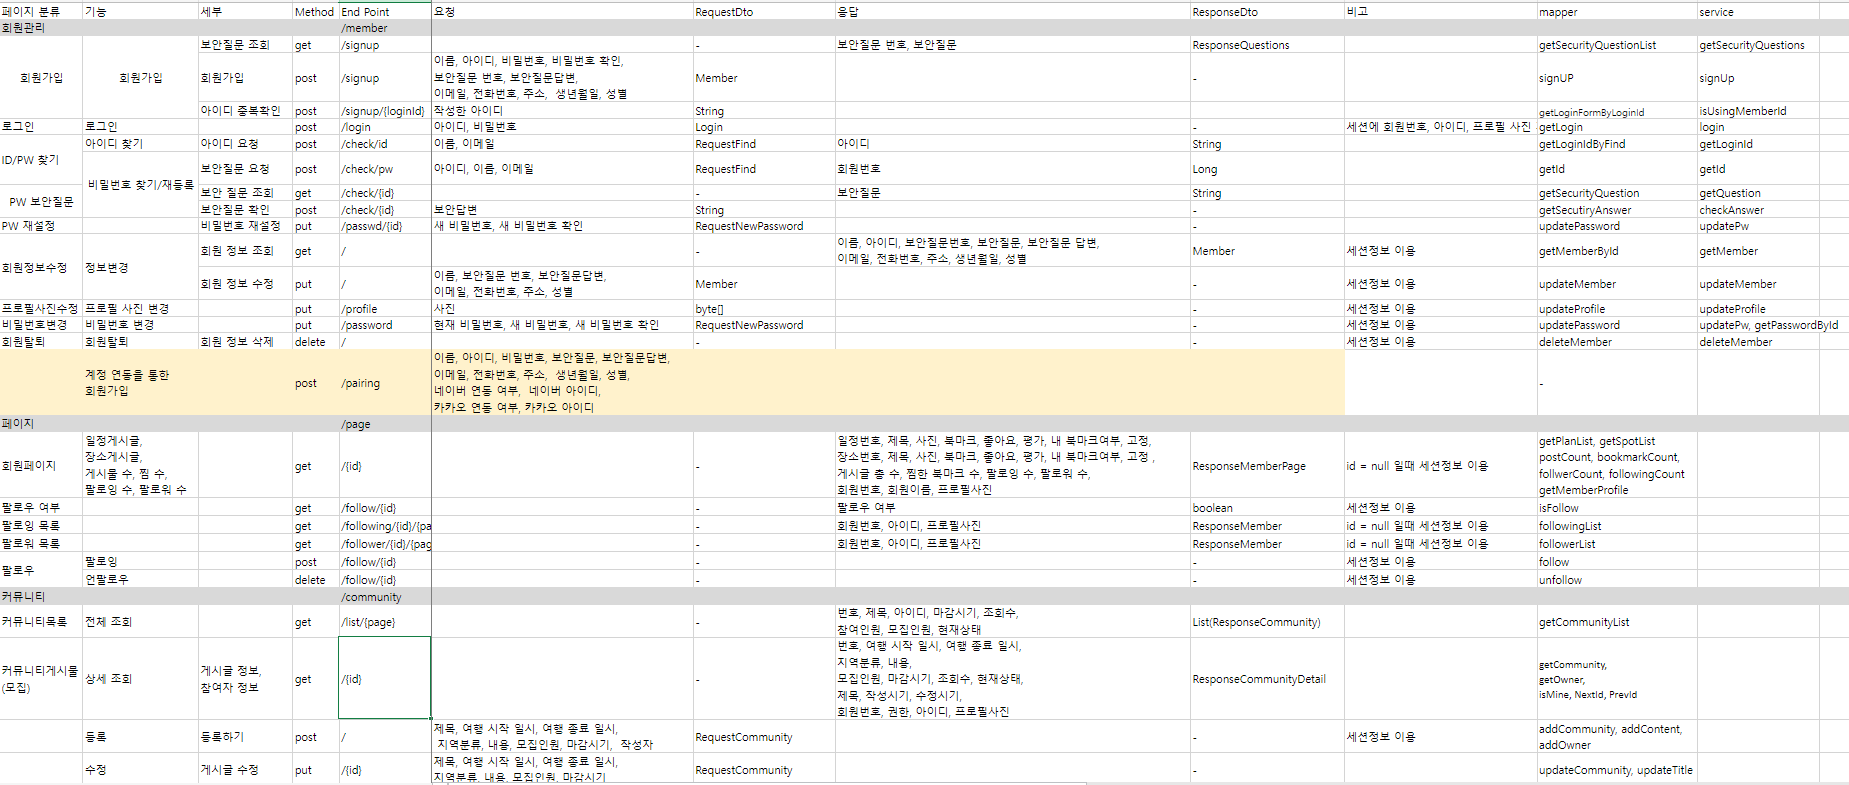 페이지 분류 기능 세부 Method End Point 요청 RequestDto 응답 ResponseDto 비고 mapper service
회원관리 /member
보안질문 조회 get /signup - 보안질문 번호, 보안질문 ResponseQuestions getSecurityQuestionList getSecurityQuestions
이름, 아이디, 비밀번호, 비밀번호 확인,
회원가입 회원가입 회원가입 post /signup 보안질문 번호, 보안질문답변, Member - signUP signUp
이메일, 전화번호, 주소,  생년월일, 성별
아이디 중복확인 post /signup/{loginId} 작성한 아이디 String getLoginFormByLoginId isUsingMemberId
로그인 로그인 post /login 아이디, 비밀번호 Login - 세션에 회원번호, 아이디, 프로필 사진 getLogin login
ID/PW 찾기 아이디 찾기 아이디 요청 post /check/id 이름, 이메일 RequestFind 아이디 String getLoginIdByFind getLoginId
비밀번호 찾기/재등록 보안질문 요청 post /check/pw 아이디, 이름, 이메일 RequestFind 회원번호 Long getId getId
PW 보안질문 보안 질문 조회 get /check/{id} - 보안질문 String getSecurityQuestion getQuestion
보안질문 확인 post /check/{id} 보안답변 String - getSecutiryAnswer checkAnswer
PW 재설정 비밀번호 재설정 put /passwd/{id} 새 비밀번호, 새 비밀번호 확인 RequestNewPassword - updatePassword updatePw
회원정보수정 정보변경 회원 정보 조회 get / - 이름, 아이디, 보안질문번호, 보안질문, 보안질문 답변, Member 세션정보 이용 getMemberById getMember
이메일, 전화번호, 주소, 생년월일, 성별
회원 정보 수정 put / 이름, 보안질문 번호, 보안질문답변, Member - 세션정보 이용 updateMember updateMember
이메일, 전화번호, 주소, 성별
프로필사진수정 프로필 사진 변경 put /profile 사진 byte[] - 세션정보 이용 updateProfile updateProfile
비밀번호변경 비밀번호 변경 put /password 현재 비밀번호, 새 비밀번호, 새 비밀번호 확인 RequestNewPassword - 세션정보 이용 updatePassword updatePw, getPasswordById
회원탈퇴 회원탈퇴 회원 정보 삭제 delete / - - 세션정보 이용 deleteMember deleteMember
이름, 아이디, 비밀번호, 보안질문, 보안질문답변,
계정 연동을 통한 이메일, 전화번호, 주소,  생년월일, 성별,
회원가입 post /pairing 네이버 연동 여부,  네이버 아이디, -
카카오 연동 여부, 카카오 아이디
페이지 /page
일정게시글, 일정번호, 제목, 사진, 북마크, 좋아요, 평가, 내 북마크여부, 고정, getPlanList, getSpotList
장소게시글, 장소번호, 제목, 사진, 북마크, 좋아요, 평가, 내 북마크여부, 고정 , postCount, bookmarkCount,
회원페이지 게시물 수, 찜 수, get /{id} - 게시글 총 수, 찜한 북마크 수, 팔로잉 수, 팔로워 수, ResponseMemberPage id = null 일때 세션정보 이용 follwerCount, followingCount
팔로잉 수, 팔로워 수 회원번호, 회원이름, 프로필사진 getMemberProfile
팔로우 여부 get /follow/{id} - 팔로우 여부 boolean 세션정보 이용 isFollow
팔로잉 목록 get /following/{id}/{pa - 회원번호, 아이디, 프로필사진 ResponseMember id = null 일때 세션정보 이용 followingList
팔로워 목록 get /follower/{id}/{pag - 회원번호, 아이디, 프로필사진 ResponseMember id = null 일때 세션정보 이용 followerList
팔로우 팔로잉 post /follow/{id} - - 세션정보 이용 follow
언팔로우 delete /follow/{id} - - 세션정보 이용 unfollow
커뮤니티 /community
커뮤니티목록 전체 조회 get /list/{page} - 번호, 제목, 아이디, 마감시기, 조회수, List(ResponseCommunity) getCommunityList
참여인원, 모집인원, 현재상태
번호, 여행 시작 일시, 여행 종료 일시,
커뮤니티게시물 게시글 정보, 지역분류, 내용, getCommunity,
(모집) 상세 조회 참여자 정보 get /{id} - 모집인원, 마감시기, 조회수, 현재상태, ResponseCommunityDetail getOwner,
제목, 작성시기, 수정시기, isMine, NextId, PrevId
회원번호, 권한, 아이디, 프로필사진
등록 등록하기 post / 제목, 여행 시작 일시, 여행 종료 일시, RequestCommunity - 세션정보 이용 addCommunity, addContent,
지역분류, 내용, 모집인원, 마감시기,  작성자 addOwner
수정 게시글 수정 put /{id} 제목, 여행 시작 일시, 여행 종료 일시, RequestCommunity - updateCommunity, updateTitle
지역분류, 내용, 모집인원, 마감시기